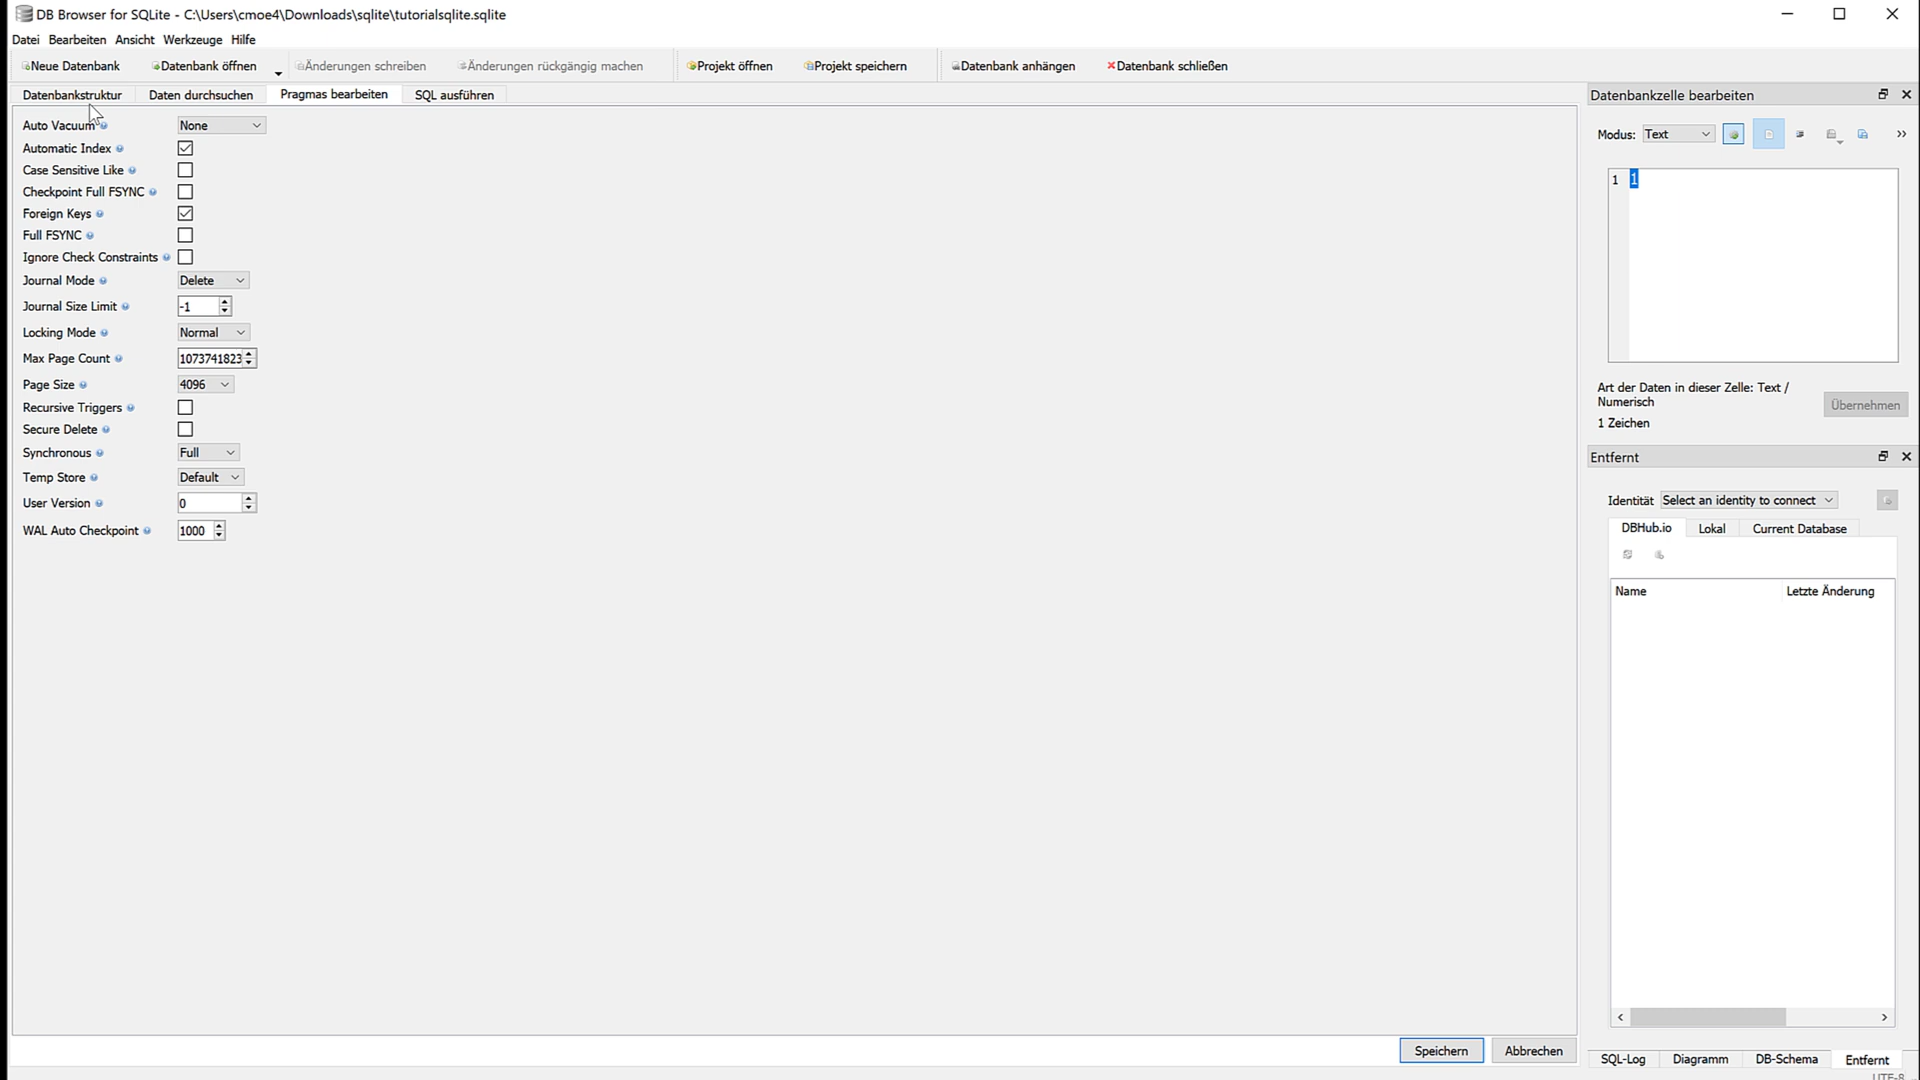 DB Browser for SQLite - C:\Users\cmoe4\Downloads\sqlite\tutorialsqlite.sqlite
Datei Bearbeiten Ansicht Werkzeuge Hilfe
Neue Datenbank Datenbank öffnen Änderungen schreiben Änderungen rückgängig machen Projekt öffnen Projekt speichern Datenbank anhängen Datenbank schließen
Datenbankstruktur Daten durchsuchen Pragmas bearbeiten SQL ausführen
Auto Vacuum None
Automatic Index
Case Sensitive Like
Checkpoint Full FSYNC
Foreign Keys
Full FSYNC
Ignore Check Constraints
Journal Mode Delete
Journal Size Limit -1
Locking Mode Normal
Max Page Count 1073741823
Page Size 4096
Recursive Triggers
Secure Delete
Synchronous Full
Temp Store Default
User Version 0
WAL Auto Checkpoint 1000
Speichern Abbrechen
Datenbankzelle bearbeiten
Modus: Text
1 1
Art der Daten in dieser Zelle: Text /
Numerisch
1 Zeichen
Übernehmen
Entfernt
Identität Select an identity to connect
DBHub.io Lokal Current Database
Name Letzte Änderung
SQL-Log Diagramm DB-Schema Entfernt
UTF-8